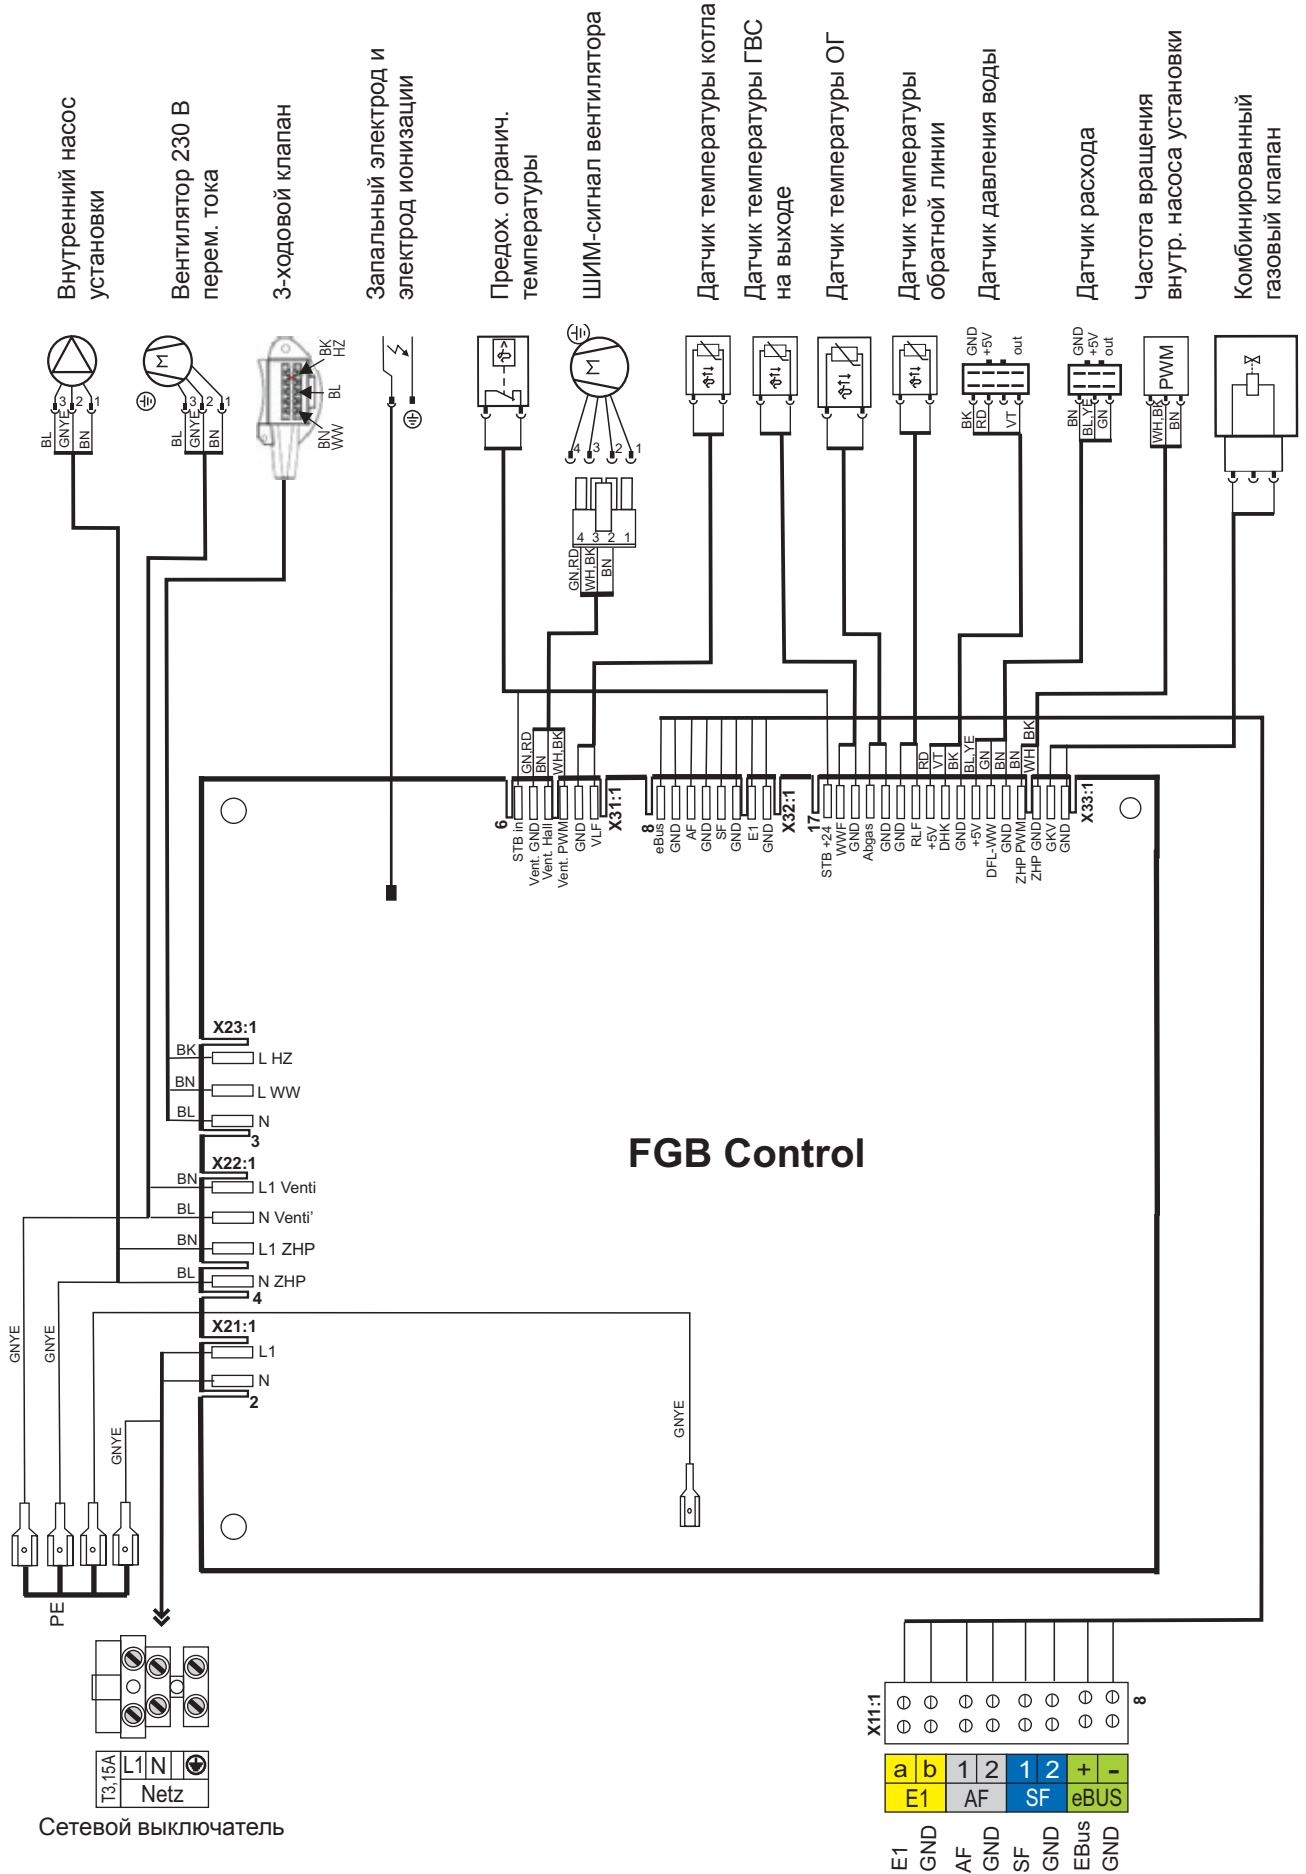 Внутренний насос
установки
Вентилятор 230 В
перем. тока
3-ходовой клапан
Запальный электрод и
электрод ионизации
Предох. огранич.
температуры
ШИМ-сигнал вентилятора
Датчик температуры котла
Датчик температуры ГВС
на выходе
Датчик температуры ОГ
Датчик температуры
обратной линии
Датчик давления воды
Датчик расхода
Частота вращения
внутр. насоса установки
Комбинированный
газовый клапан
3 2 1
BL
GNYE
BN
M
3 2 1
BL
GNYE
BN
BK
HZ
BL
BN
WW
4 3 2 1
M
4 3 2 1
GN,RD
WH,BK
BN
GND
+5V
out
BK
RD
VT
GND
+5V
out
BN
BL,YE
GN
PWM
WH,BK
BN
GN,RD
BN
WH,BK
RD
VT
BK
BL,YE
GN
BN
BN
WH
BK
6
STB in
Vent. GND
Vent. Hall
Vent. PWM
GND
VLF
X31:1
8
eBus
GND
AF
GND
SF
GND
E1
GND
X32:1
17
STB +24
WWF
GND
Abgas
GND
GND
RLF
+5V
DHK
GND
+5V
DFL-WW
GND
ZHP PWM
ZHP GND
GKV
GND
X33:1
X23:1
BK L HZ
BN L WW
BL N
3
X22:1
BN L1 Venti
BL N Venti'
BN L1 ZHP
BL N ZHP
4
X21:1
L1
N
2
FGB Control
GNYE
GNYE
GNYE
GNYE
PE
T3,15A
L1 N
Netz
Сетевой выключатель
X11:1
8
a b 1 2 1 2 + -
E1 AF SF eBUS
E1
GND
AF
GND
SF
GND
EBus
GND